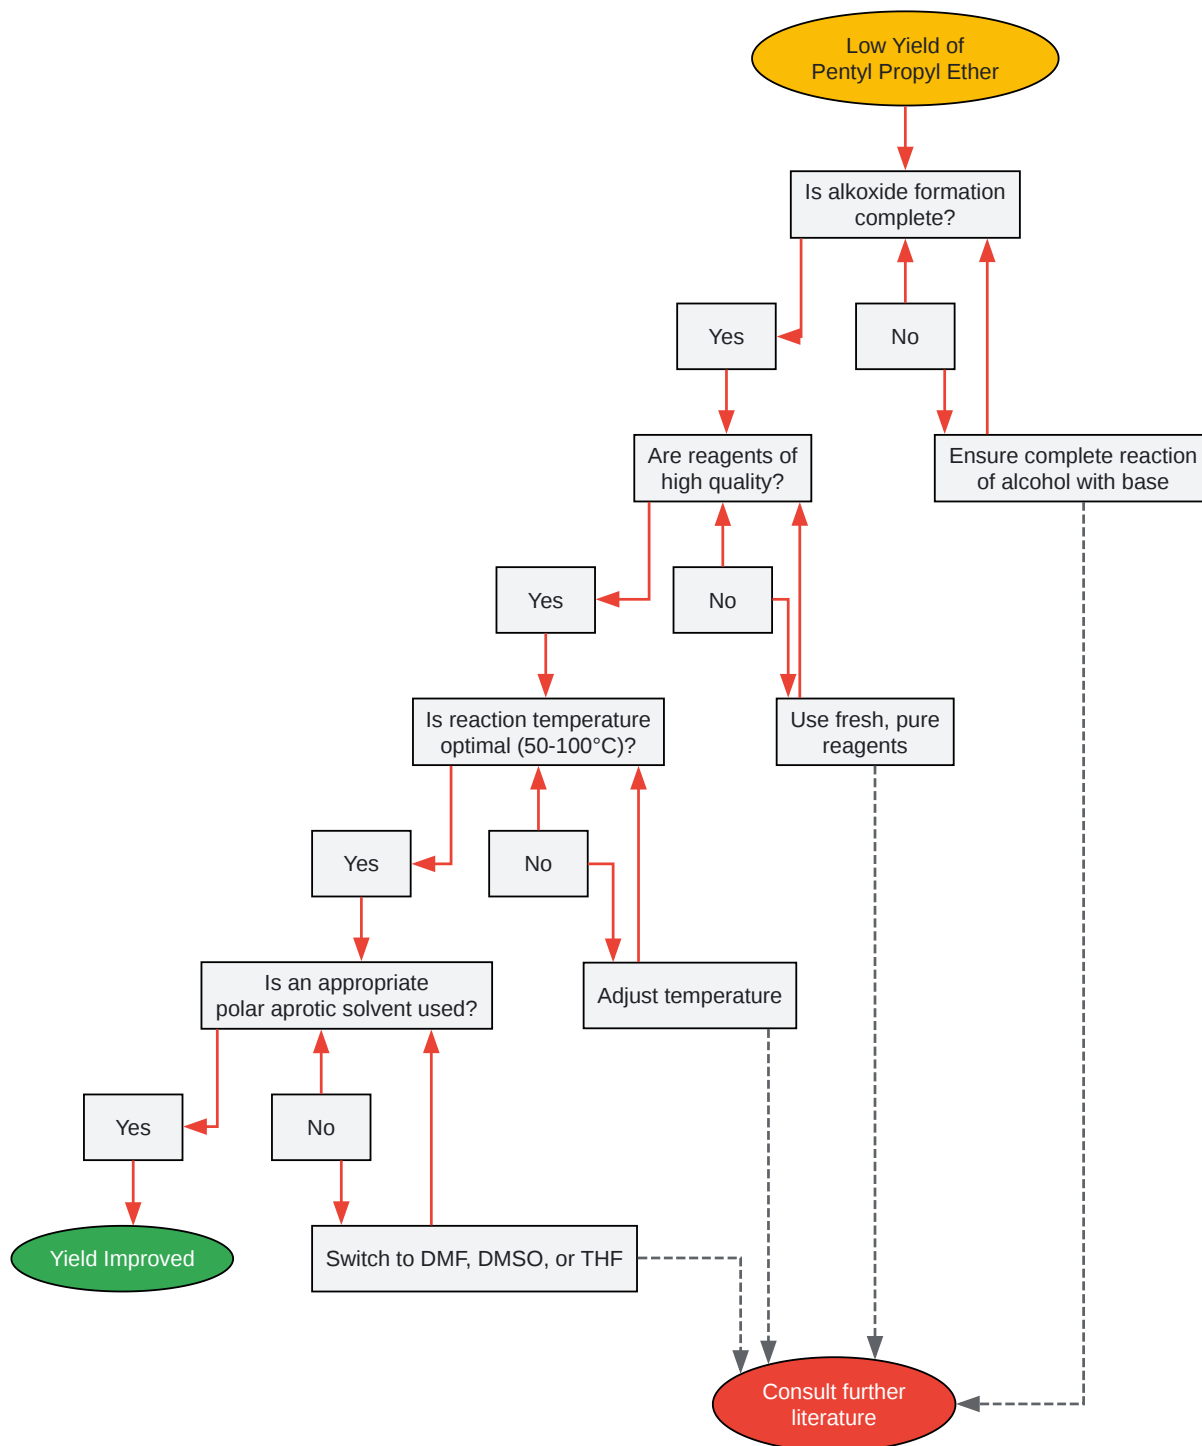 Low Yield of
Pentyl Propyl Ether
Is alkoxide formation
complete?
Yes
No
Are reagents of
high quality?
Ensure complete reaction
of alcohol with base
Yes
No
Is reaction temperature
optimal (50-100°C)?
Use fresh, pure
reagents
Yes
No
Is an appropriate
polar aprotic solvent used?
Adjust temperature
Yes
No
Yield Improved
Switch to DMF, DMSO, or THF
Consult further
literature